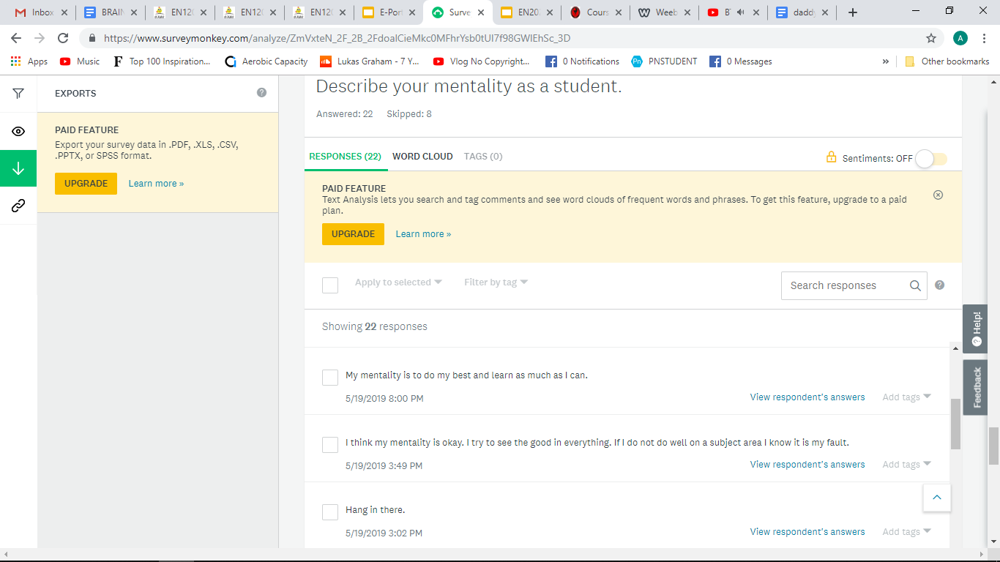 Inbox
BRAIN
EN12C
EN12C
EN12C
E-Port
Surve
EN20
Cours
Weeb
BT
daddy
https://www.surveymonkey.com/analyze/ZmVxteN_2F_2B_2FdoalCieMkc0MFhrYsb0tUI7f98GWlEhSc_3D
A
Apps
Music
F Top 100 Inspiration...
Aerobic Capacity
Lukas Graham - 7 Y...
Vlog No Copyright...
0 Notifications
Pn PNSTUDENT
0 Messages
»
Other bookmarks
EXPORTS ?
PAID FEATURE
Export your survey data in .PDF, .XLS, .CSV,
.PPTX, or SPSS format.
UPGRADE Learn more »
Describe your mentality as a student.
Answered: 22 Skipped: 8
RESPONSES (22) WORD CLOUD TAGS (0) Sentiments: OFF
PAID FEATURE
Text Analysis lets you search and tag comments and see word clouds of frequent words and phrases. To get this feature, upgrade to a paid
plan.
UPGRADE Learn more »
Apply to selected Filter by tag Search responses ?
Showing 22 responses
My mentality is to do my best and learn as much as I can.
5/19/2019 8:00 PM View respondent's answers Add tags
I think my mentality is okay. I try to see the good in everything. If I do not do well on a subject area I know it is my fault.
5/19/2019 3:49 PM View respondent's answers Add tags
Hang in there.
5/19/2019 3:02 PM View respondent's answers Add tags
? Help!
Feedback